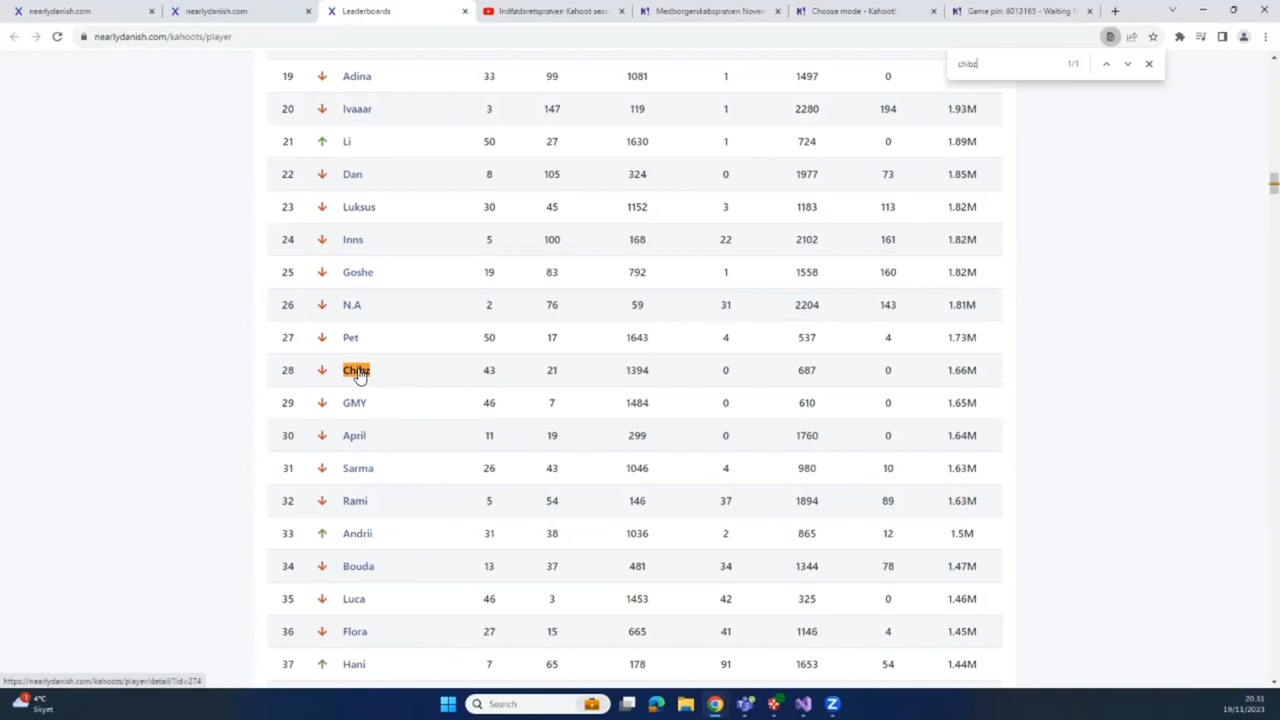 nearlydanish.com nearlydanish.com Leaderboards Indfødsretsprøven Kahoot Medborgerskabsprøven Choose mode - Kahoot! Game pin: 6013165 - Waiting
nearlydanish.com/kahoots/player
chibz 1/1
19 Adina 33 99 1081 1 1497 0
20 Ivaaar 3 147 119 1 2280 194 1.93M
21 Li 50 27 1630 1 724 0 1.89M
22 Dan 8 105 324 0 1977 73 1.85M
23 Luksus 30 45 1152 3 1183 113 1.82M
24 Inns 5 100 168 22 2102 161 1.82M
25 Goshe 19 83 792 1 1558 160 1.82M
26 N.A 2 76 59 31 2204 143 1.81M
27 Pet 50 17 1643 4 537 4 1.73M
28 Chibz 43 21 1394 0 687 0 1.66M
29 GMY 46 7 1484 0 610 0 1.65M
30 April 11 19 299 0 1760 0 1.64M
31 Sarma 26 43 1046 4 980 10 1.63M
32 Rami 5 54 146 37 1894 89 1.63M
33 Andrii 31 38 1036 2 865 12 1.5M
34 Bouda 13 37 481 34 1344 78 1.47M
35 Luca 46 3 1453 42 325 0 1.46M
36 Flora 27 15 665 41 1146 4 1.45M
37 Hani 7 65 178 91 1653 54 1.44M
https://nearlydanish.com/kahoots/player/detail/?id=274
1 4°C
Skyet
Search
20.31
19/11/2023